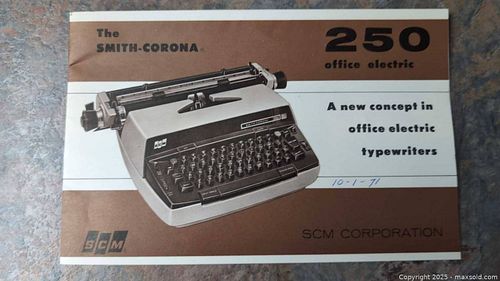 The
SMITH-CORONA
250
office electric
A new concept in
office electric
typewriters
10-1-71
SCM
SCM
SCM CORPORATION
Copyright 2025 - maxsold.com